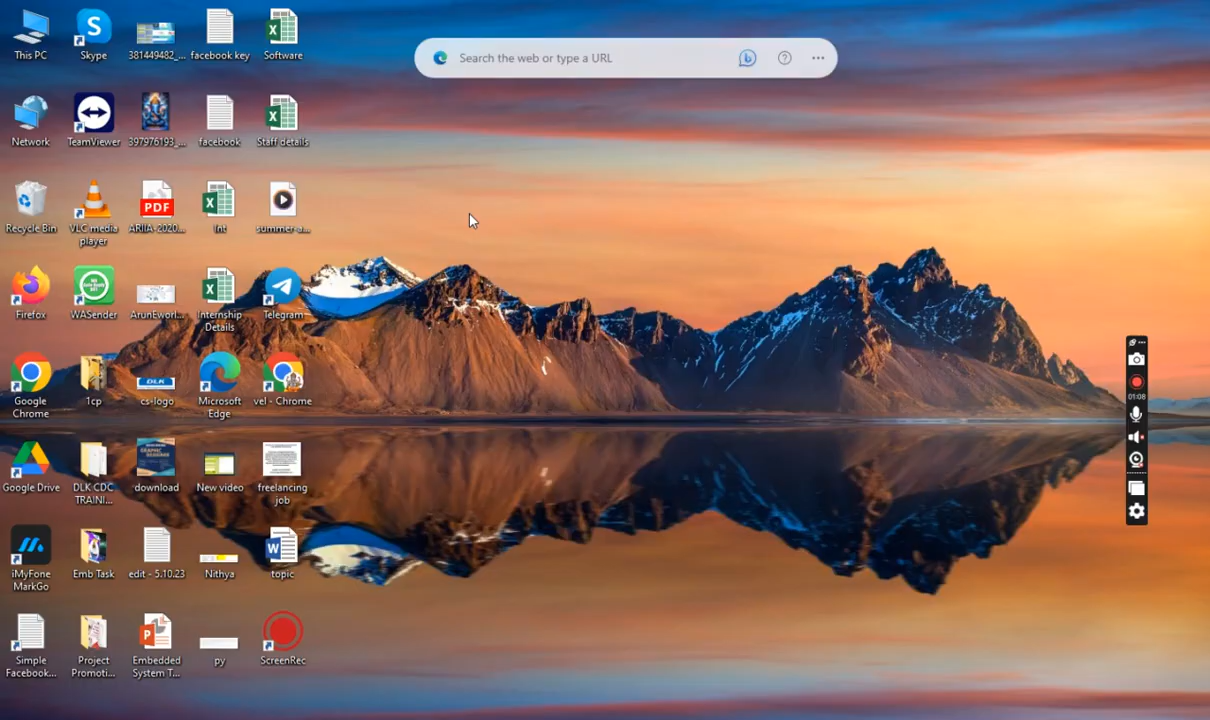 Search the web or type a URL
This PC
Skype
381449482_...
facebook key
Software
Network
TeamViewer
397976193_...
facebook
Staff details
Recycle Bin
VLC media
player
PDF
ARIIA-2020...
Int
summer-a...
Firefox
WASender
ArunEworl...
Internship
Details
Telegram
Google
Chrome
1cp
DLK
cs-logo
Microsoft
Edge
vel - Chrome
01:08
Google Drive
DLK CDC
TRAINI...
download
New video
freelancing
job
iMyFone
MarkGo
Emb Task
edit - 5.10.23
Nithya
topic
Simple
Facebook...
Project
Promoti...
Embedded
System T...
py
ScreenRec